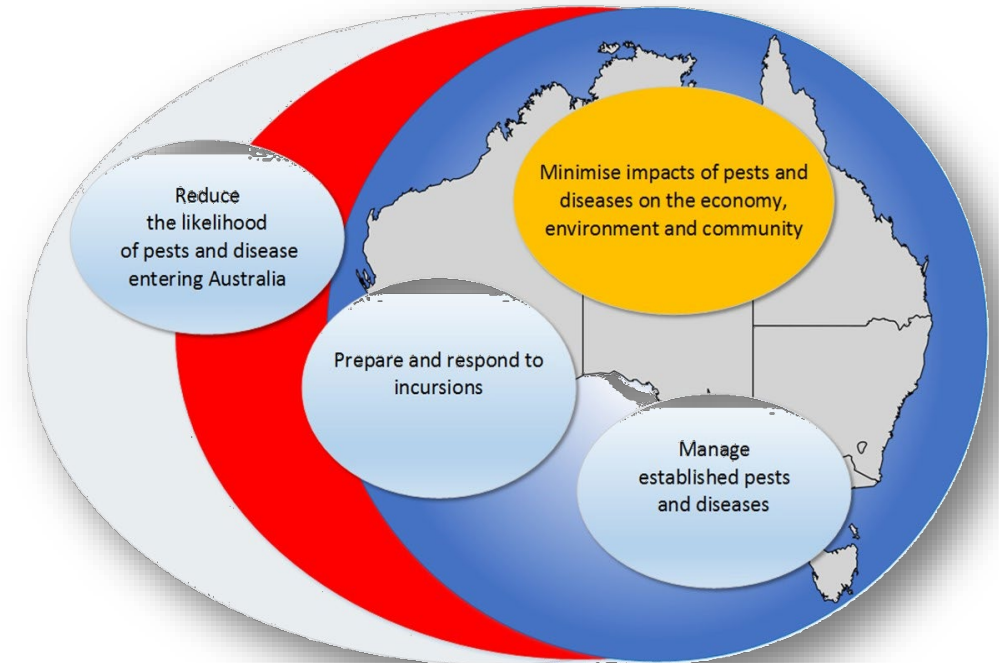 Reduce
the likelihood
of pests and disease
entering Australia
Minimise impacts of pests and
diseases on the economy,
environment and community
Prepare and respond to
incursions
Manage
established pests
and diseases